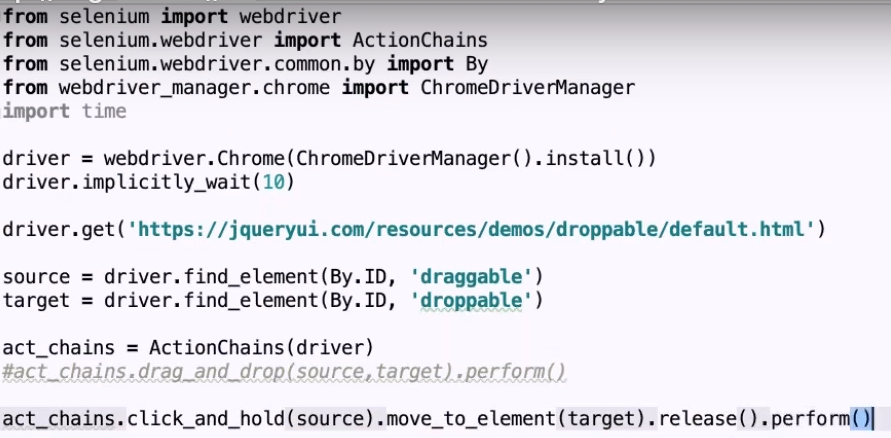 from selenium import webdriver
from selenium.webdriver import ActionChains
from selenium.webdriver.common.by import By
from webdriver_manager.chrome import ChromeDriverManager
import time
driver = webdriver.Chrome(ChromeDriverManager().install())
driver.implicitly_wait(10)
driver.get('https://jqueryui.com/resources/demos/droppable/default.html')
source = driver.find_element(By.ID, 'draggable')
target = driver.find_element(By.ID, 'droppable')
act_chains = ActionChains(driver)
#act_chains.drag_and_drop(source,target).perform()
act_chains.click_and_hold(source).move_to_element(target).release().perform()